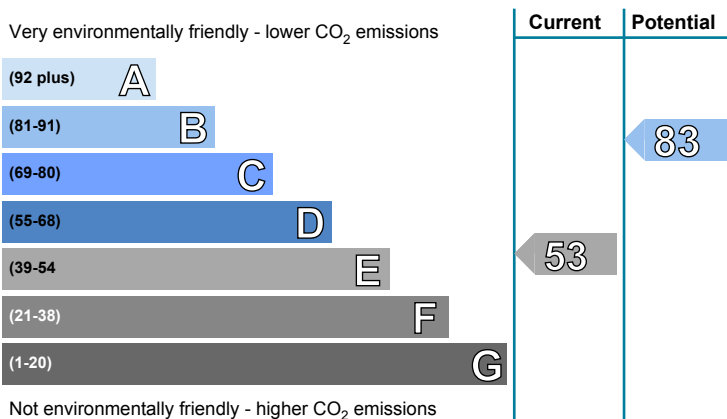 Current Potential
Very environmentally friendly - lower CO2 emissions
(92 plus) A
(81-91) B
83
(69-80) C
(55-68) D
(39-54 E
53
(21-38) F
(1-20) G
Not environmentally friendly - higher CO2 emissions